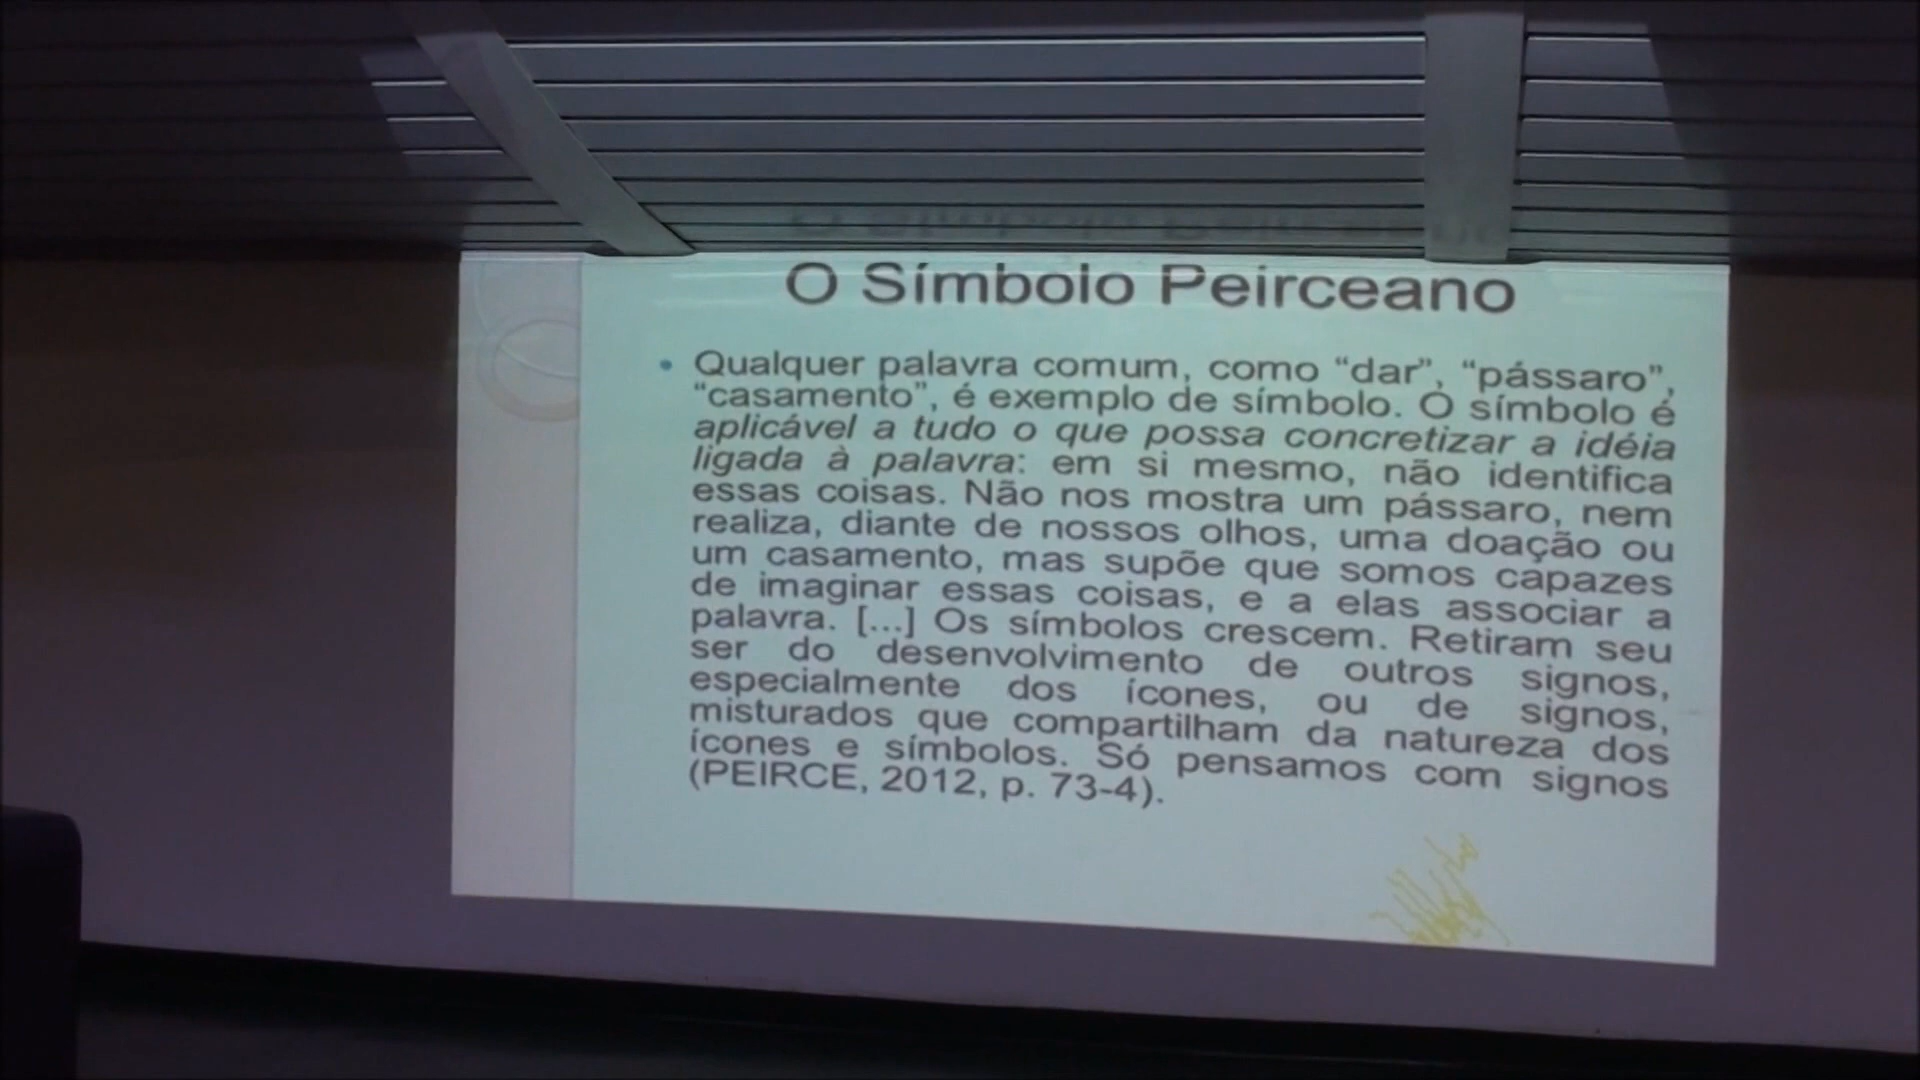 O Símbolo Peirceano
• Qualquer palavra comum, como “dar”, “pássaro”,
“casamento”, é exemplo de símbolo. O símbolo é
aplicável a tudo o que possa concretizar a idéia
ligada à palavra: em si mesmo, não identifica
essas coisas. Não nos mostra um pássaro, nem
realiza, diante de nossos olhos, uma doação ou
um casamento, mas supõe que somos capazes
de imaginar essas coisas, e a elas associar a
palavra. [...] Os símbolos crescem. Retiram seu
ser do desenvolvimento de outros signos,
especialmente dos ícones, ou de signos,
misturados que compartilham da natureza dos
ícones e símbolos. Só pensamos com signos
(PEIRCE, 2012, p. 73-4).